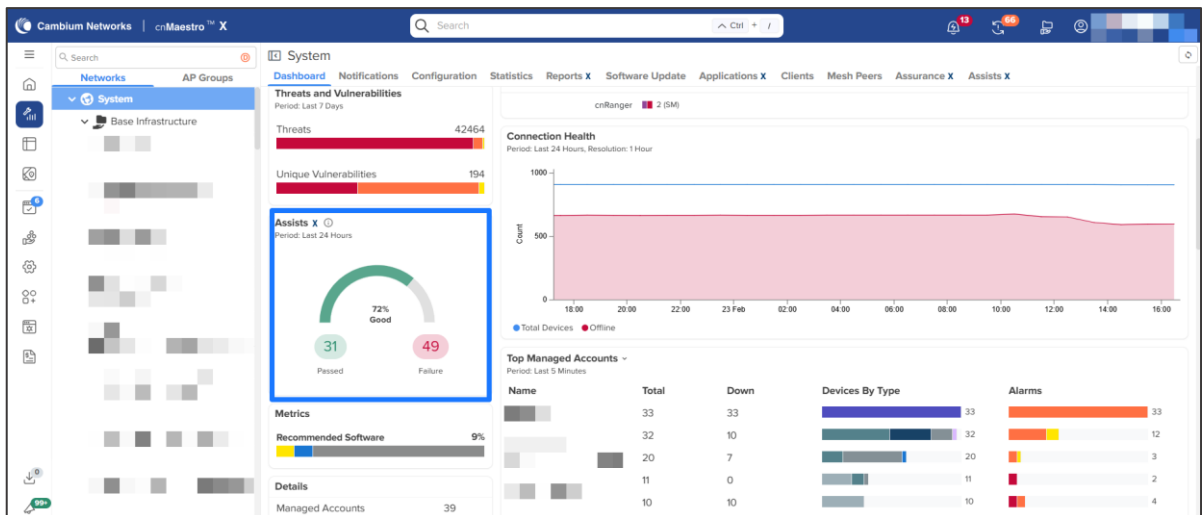 Cambium Networks | cnMaestro™ X
Search
Ctrl + /
13
66
Search
Networks AP Groups
System
Base Infrastructure
6
0
99+
System
Dashboard Notifications Configuration Statistics Reports X Software Update Applications X Clients Mesh Peers Assurance X Assists X
Threats and Vulnerabilities
Period: Last 7 Days
Threats 42464
Unique Vulnerabilities 194
Assists X
Period: Last 24 Hours
72%
Good
31 49
Passed Failure
Metrics
Recommended Software 9%
Details
Managed Accounts 39
cnRanger 2 (SM)
Connection Health
Period: Last 24 Hours, Resolution: 1 Hour
1000
500
0
Count
18:00 20:00 22:00 23 Feb 02:00 04:00 06:00 08:00 10:00 12:00 14:00 16:00
Total Devices Offline
Top Managed Accounts
Period: Last 5 Minutes
Name Total Down Devices By Type Alarms
33 33 33 33
32 10 32 12
20 7 20 3
11 0 11 2
10 10 10 4